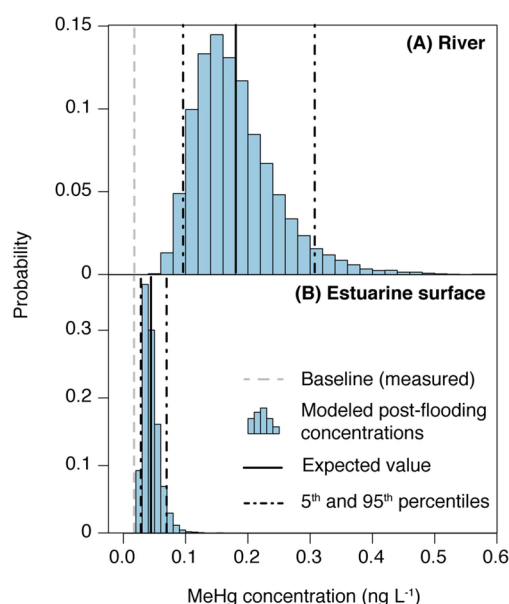 0.15
(A) River
0.1
0.05
0
Probability
(B) Estuarine surface
0.3
0.2
0.1
0
Baseline (measured)
Modeled post-flooding
concentrations
Expected value
5th and 95th percentiles
0.0 0.1 0.2 0.3 0.4 0.5 0.6
MeHg concentration (ng L-1)